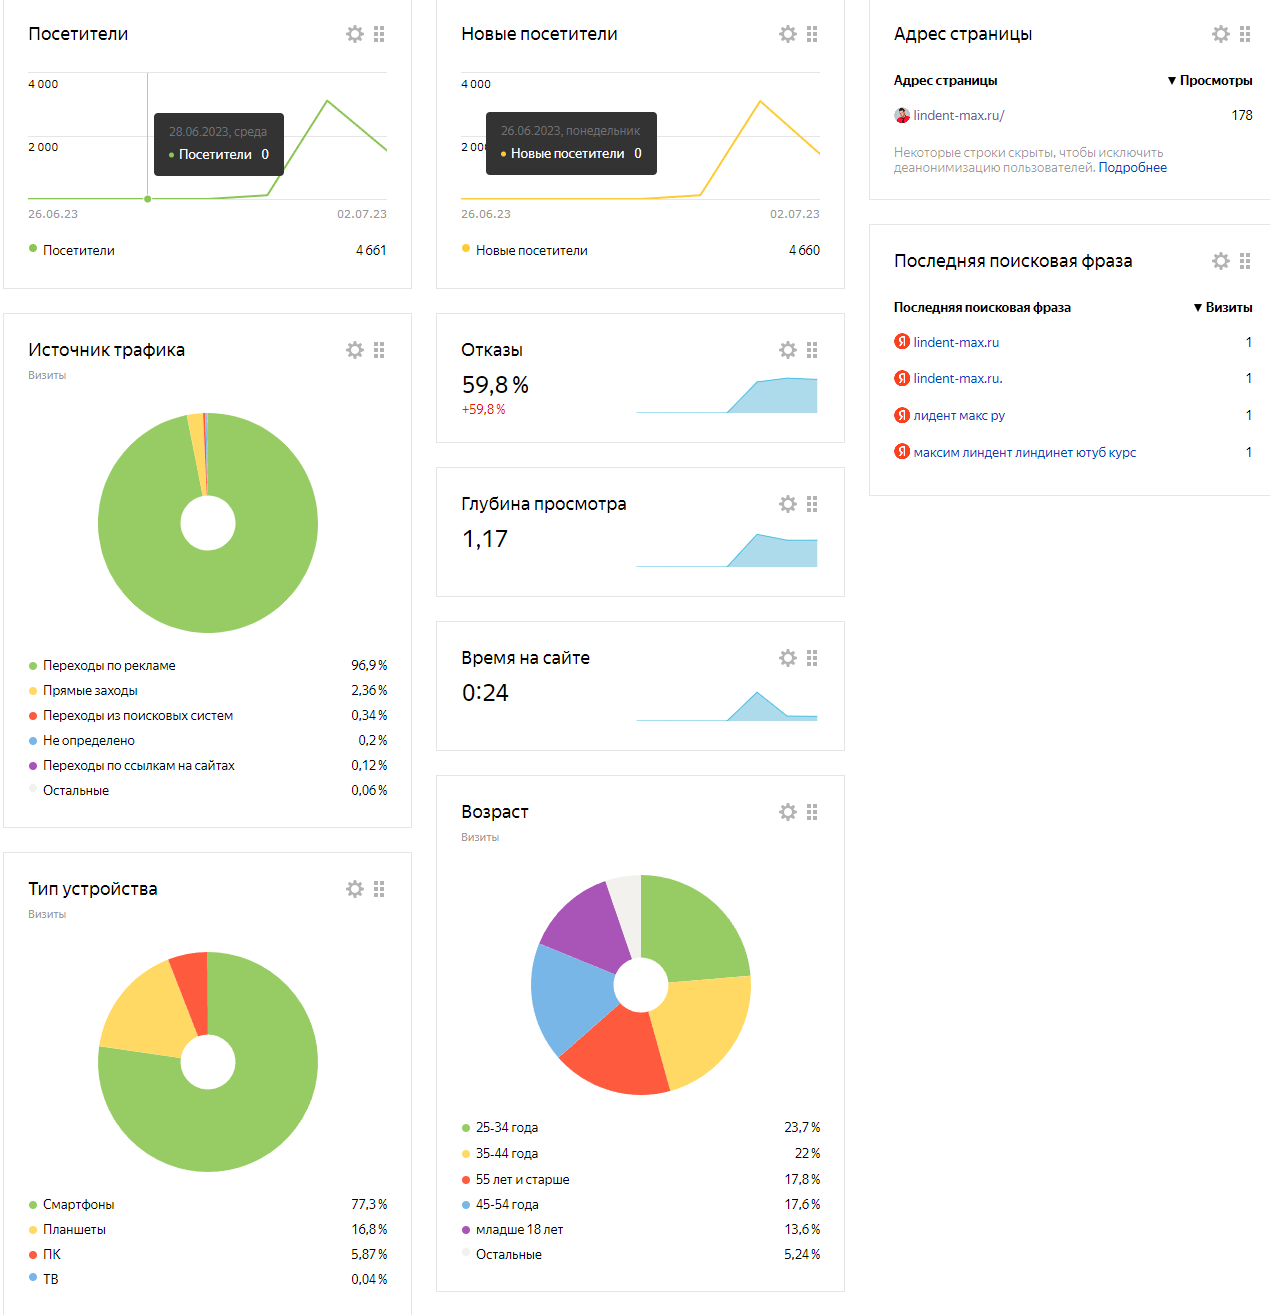 Посетители
4 000
2 000
28.06.2023, среда
Посетители 0
26.06.23 02.07.23
Посетители 4 661
Источник трафика
Визиты
Переходы по рекламе 96,9 %
Прямые заходы 2,36 %
Переходы из поисковых систем 0,34 %
Не определено 0,2 %
Переходы по ссылкам на сайтах 0,12 %
Остальные 0,06 %
Тип устройства
Визиты
Смартфоны 77,3 %
Планшеты 16,8 %
ПК 5,87 %
ТВ 0,04 %
Новые посетители
4 000
2 000
26.06.2023, понедельник
Новые посетители 0
26.06.23 02.07.23
Новые посетители 4 660
Отказы
59,8 %
+59,8 %
Глубина просмотра
1,17
Время на сайте
0:24
Возраст
Визиты
25-34 года 23,7 %
35-44 года 22 %
55 лет и старше 17,8 %
45-54 года 17,6 %
младше 18 лет 13,6 %
Остальные 5,24 %
Адрес страницы
Адрес страницы ▼ Просмотры
lindent-max.ru/ 178
Некоторые строки скрыты, чтобы исключить
деанонимизацию пользователей. Подробнее
Последняя поисковая фраза
Последняя поисковая фраза ▼ Визиты
Я lindent-max.ru 1
Я lindent-max.ru. 1
Я лидент макс ру 1
Я максим линдент линдинет ютуб курс 1